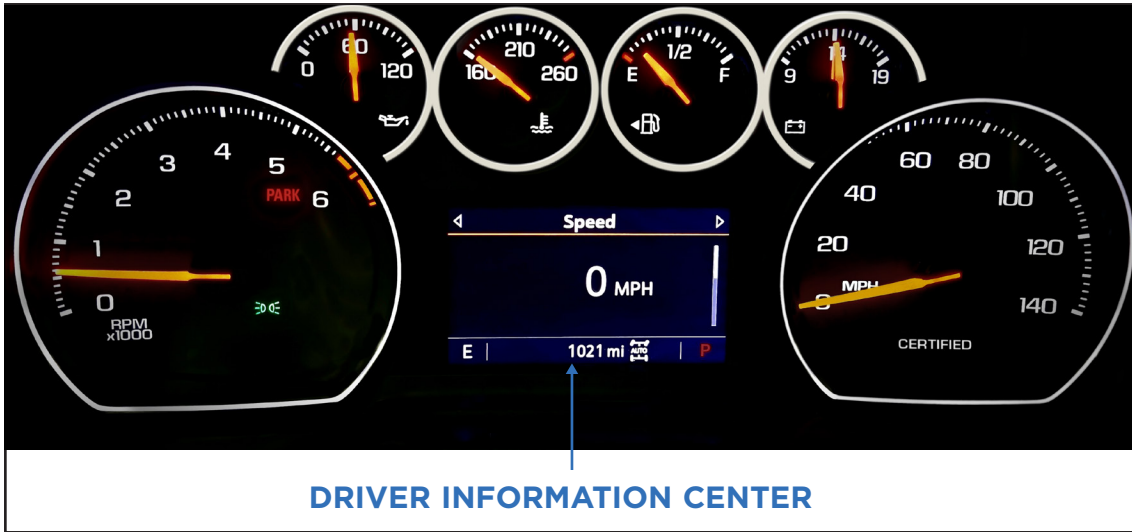 0 60 120
160 210 260
E 1/2 F
9 14 19
0 1 2 3 4 5 6
PARK
RPM
x1000
Speed
0 MPH
E 1021 mi AUTO P
0 20 40 60 80 100 120 140
MPH
CERTIFIED
DRIVER INFORMATION CENTER